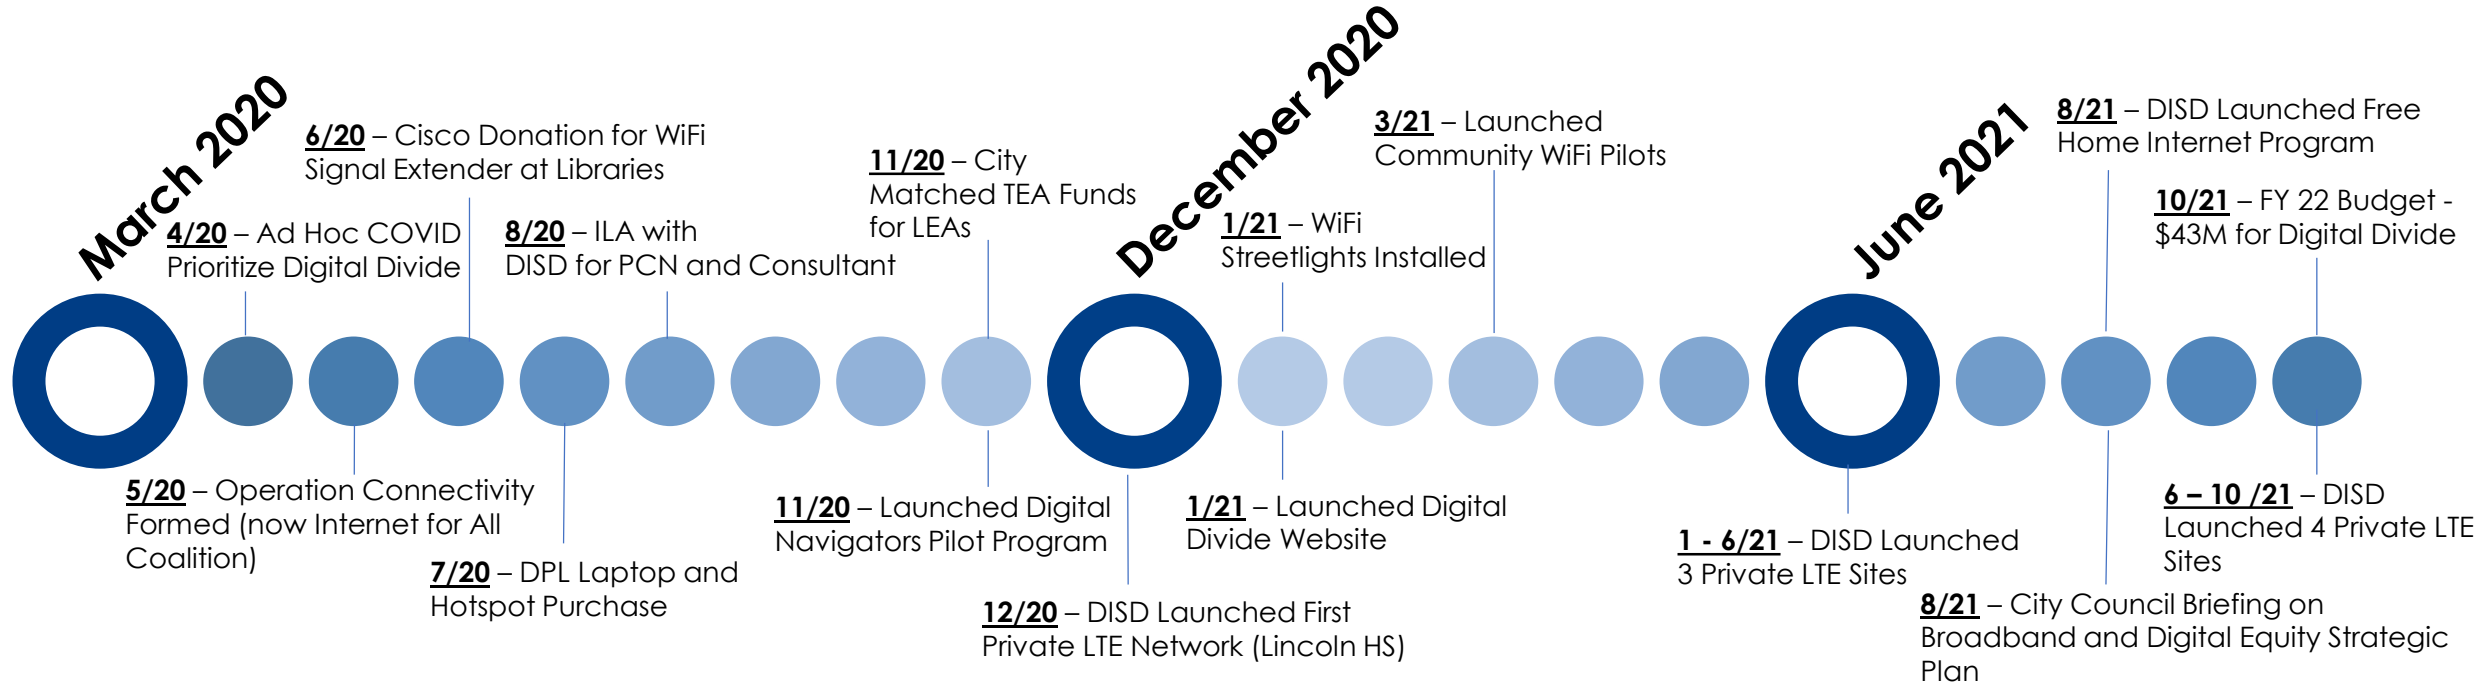 March 2020
4/20 – Ad Hoc COVID
Prioritize Digital Divide
5/20 – Operation Connectivity
Formed (now Internet for All
Coalition)
6/20 – Cisco Donation for WiFi
Signal Extender at Libraries
7/20 – DPL Laptop and
Hotspot Purchase
8/20 – ILA with
DISD for PCN and Consultant
11/20 – City
Matched TEA Funds
for LEAs
11/20 – Launched Digital
Navigators Pilot Program
December 2020
12/20 – DISD Launched First
Private LTE Network (Lincoln HS)
1/21 – WiFi
Streetlights Installed
1/21 – Launched Digital
Divide Website
3/21 – Launched
Community WiFi Pilots
June 2021
1 - 6/21 – DISD Launched
3 Private LTE Sites
8/21 – DISD Launched Free
Home Internet Program
8/21 – City Council Briefing on
Broadband and Digital Equity Strategic
Plan
10/21 – FY 22 Budget -
$43M for Digital Divide
6 – 10 /21 – DISD
Launched 4 Private LTE
Sites